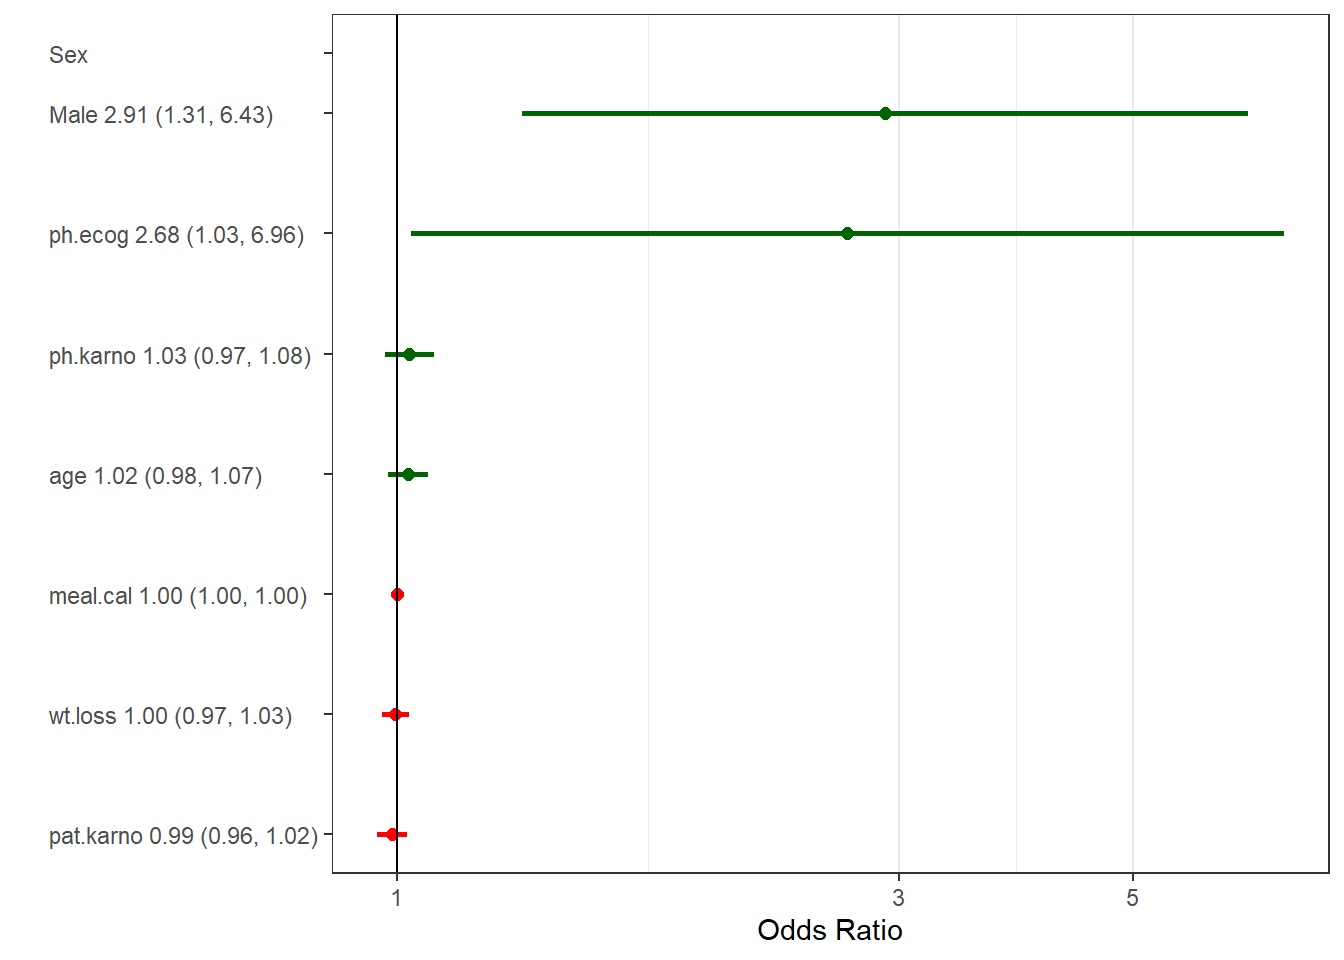 Sex
Male 2.91 (1.31, 6.43)
ph.ecog 2.68 (1.03, 6.96)
ph.karno 1.03 (0.97, 1.08)
age 1.02 (0.98, 1.07)
meal.cal 1.00 (1.00, 1.00)
wt.loss 1.00 (0.97, 1.03)
pat.karno 0.99 (0.96, 1.02)
1 3 5
Odds Ratio